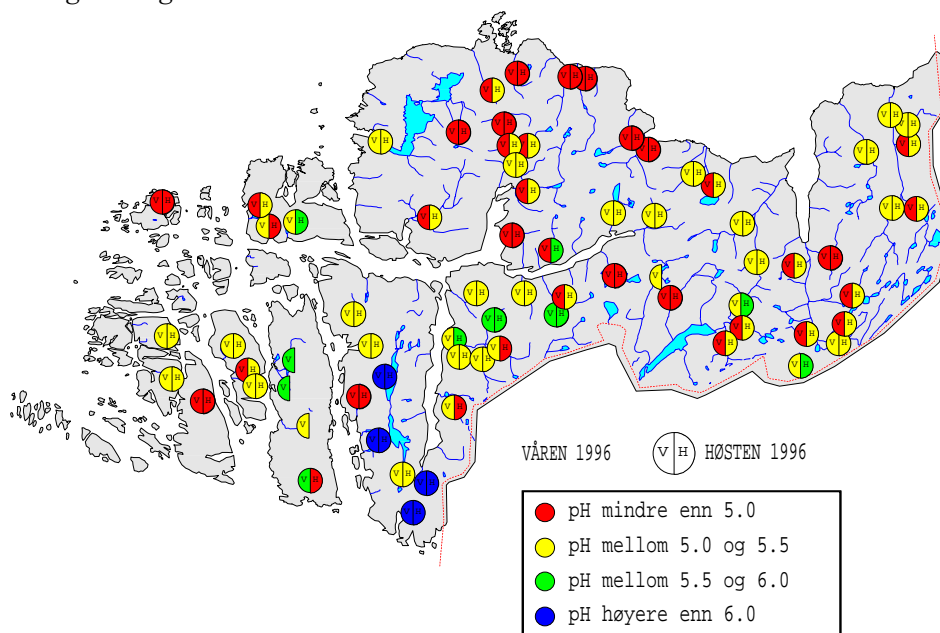 VÅREN 1996 V H HØSTEN 1996
pH mindre enn 5.0
pH mellom 5.0 og 5.5
pH mellom 5.5 og 6.0
pH høyere enn 6.0